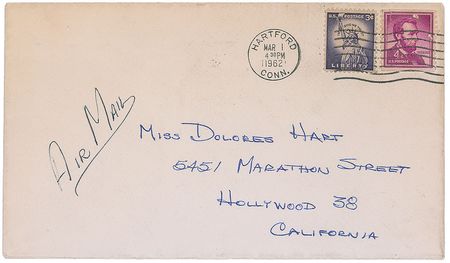 HARTFORD
MAR 1
4 30 PM
1962
CONN.
U.S. POSTAGE 3¢
LIBERTY
U.S. POSTAGE
AIR MAIL
MISS DOLORES HART
5451 MARATHON STREET
HOLLYWOOD 38
CALIFORNIA